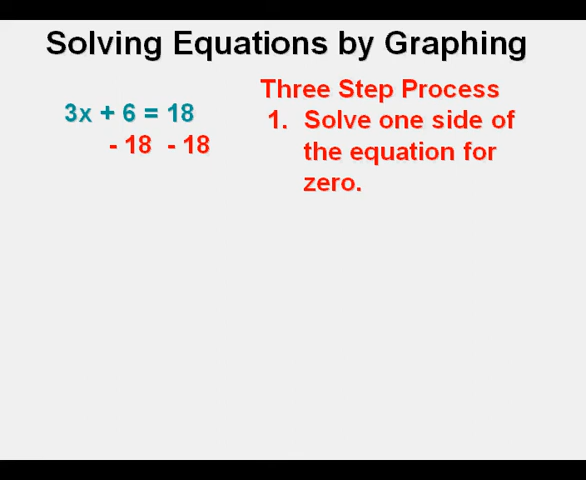 Solving Equations by Graphing
Three Step Process
3x + 6 = 18
- 18 - 18
1. Solve one side of
the equation for
zero.